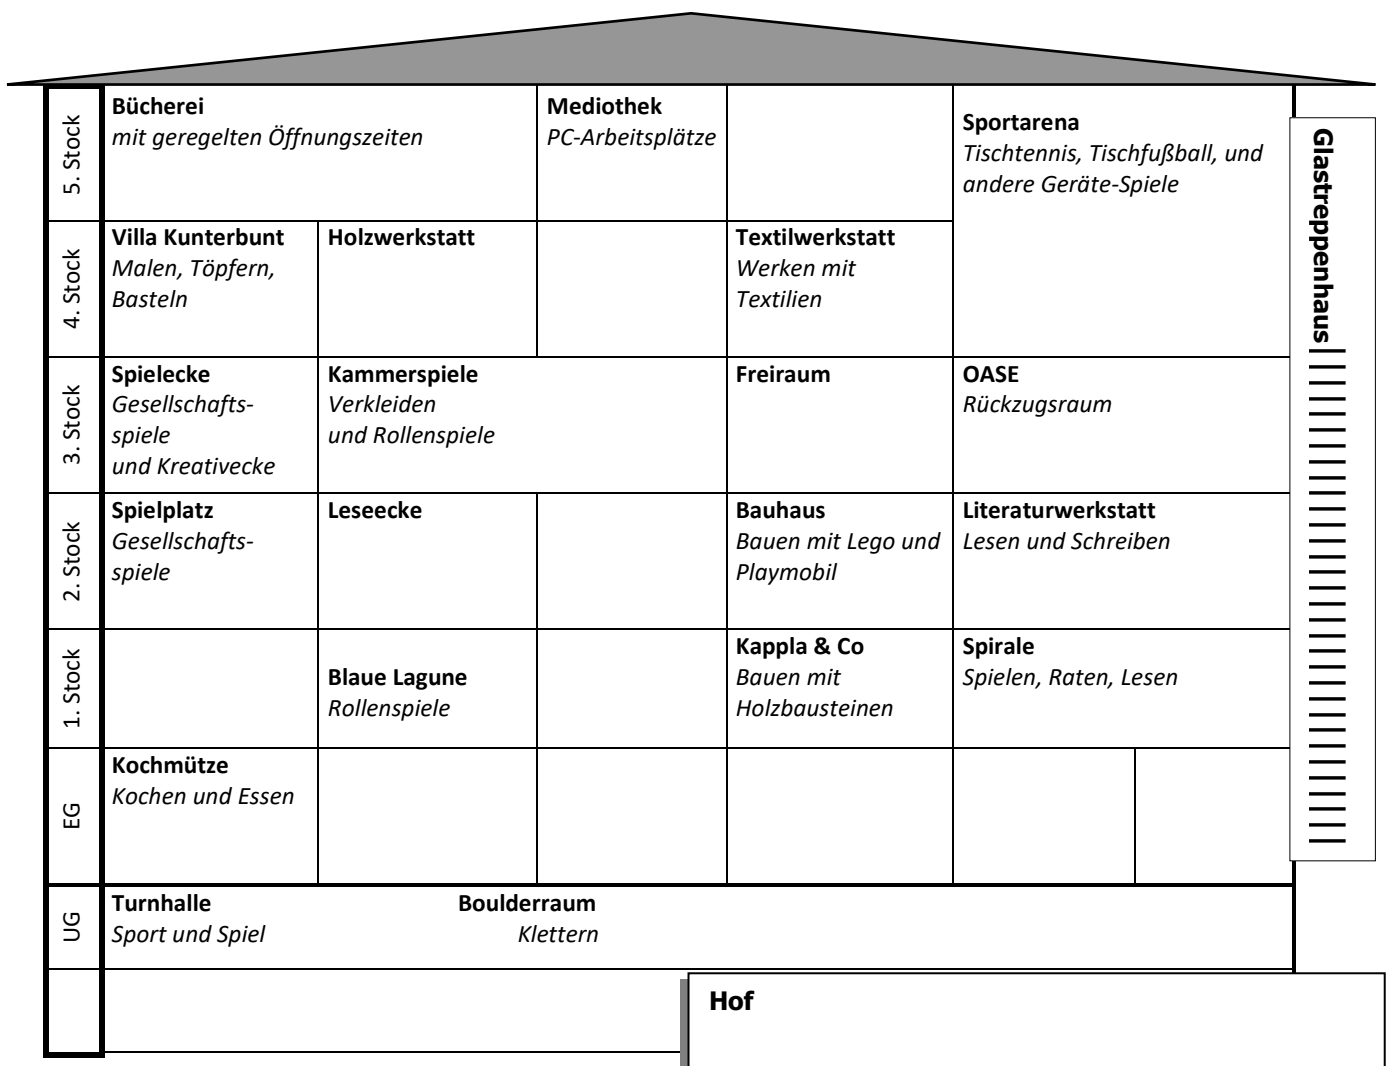 5. Stock
Bücherei
mit geregelten Öffnungszeiten
Mediothek
PC-Arbeitsplätze
Sportarena
Tischtennis, Tischfußball, und
andere Geräte-Spiele
Glastreppenhaus
4. Stock
Villa Kunterbunt
Malen, Töpfern,
Basteln
Holzwerkstatt
Textilwerkstatt
Werken mit
Textilien
3. Stock
Spielecke
Gesellschafts-
spiele
und Kreativecke
Kammerspiele
Verkleiden
und Rollenspiele
Freiraum
OASE
Rückzugsraum
2. Stock
Spielplatz
Gesellschafts-
spiele
Leseecke
Bauhaus
Bauen mit Lego und
Playmobil
Literaturwerkstatt
Lesen und Schreiben
1. Stock
Blaue Lagune
Rollenspiele
Kappla & Co
Bauen mit
Holzbausteinen
Spirale
Spielen, Raten, Lesen
EG
Kochmütze
Kochen und Essen
UG
Turnhalle
Sport und Spiel
Boulderraum
Klettern
Hof